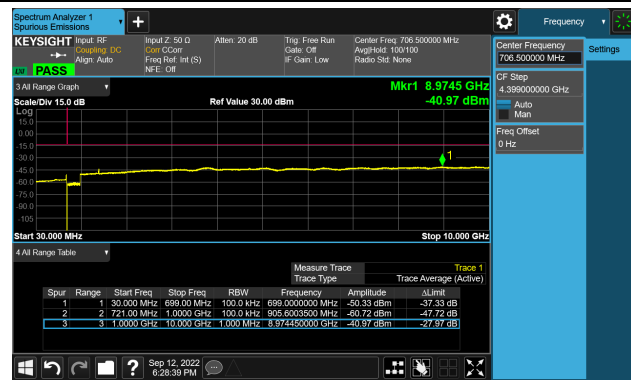 Spectrum Analyzer 1
Spurious Emissions
Frequency
KEYSIGHT
Input: RF
Coupling: DC
Align: Auto
Input Z: 50 Ω
Corr CCorr
Freq Ref: Int (S)
NFE: Off
Atten: 20 dB
Trig: Free Run
Gate: Off
IF Gain: Low
Center Freq: 706.500000 MHz
Avg|Hold: 100/100
Radio Std: None
PASS
Center Frequency
706.500000 MHz
Settings
CF Step
4.399000000 GHz
Auto
Man
Freq Offset
0 Hz
3 All Range Graph
Mkr1 8.9745 GHz
Scale/Div 15.0 dB
Ref Value 30.00 dBm
-40.97 dBm
Log
15.0
0.00
-15.0
-30.0
-45.0
-60.0
-75.0
-90.0
-105
1
Start 30.000 MHz
Stop 10.000 GHz
4 All Range Table
Measure Trace Trace 1
Trace Type Trace Average (Active)
Spur Range Start Freq Stop Freq RBW Frequency Amplitude ΔLimit
1 1 30.000 MHz 699.00 MHz 100.0 kHz 699.0000000 MHz -50.33 dBm -37.33 dB
2 2 721.00 MHz 1.0000 GHz 100.0 kHz 905.6003500 MHz -60.72 dBm -47.72 dB
3 3 1.0000 GHz 10.000 GHz 1.000 MHz 8.974450000 GHz -40.97 dBm -27.97 dB
Sep 12, 2022
6:28:39 PM